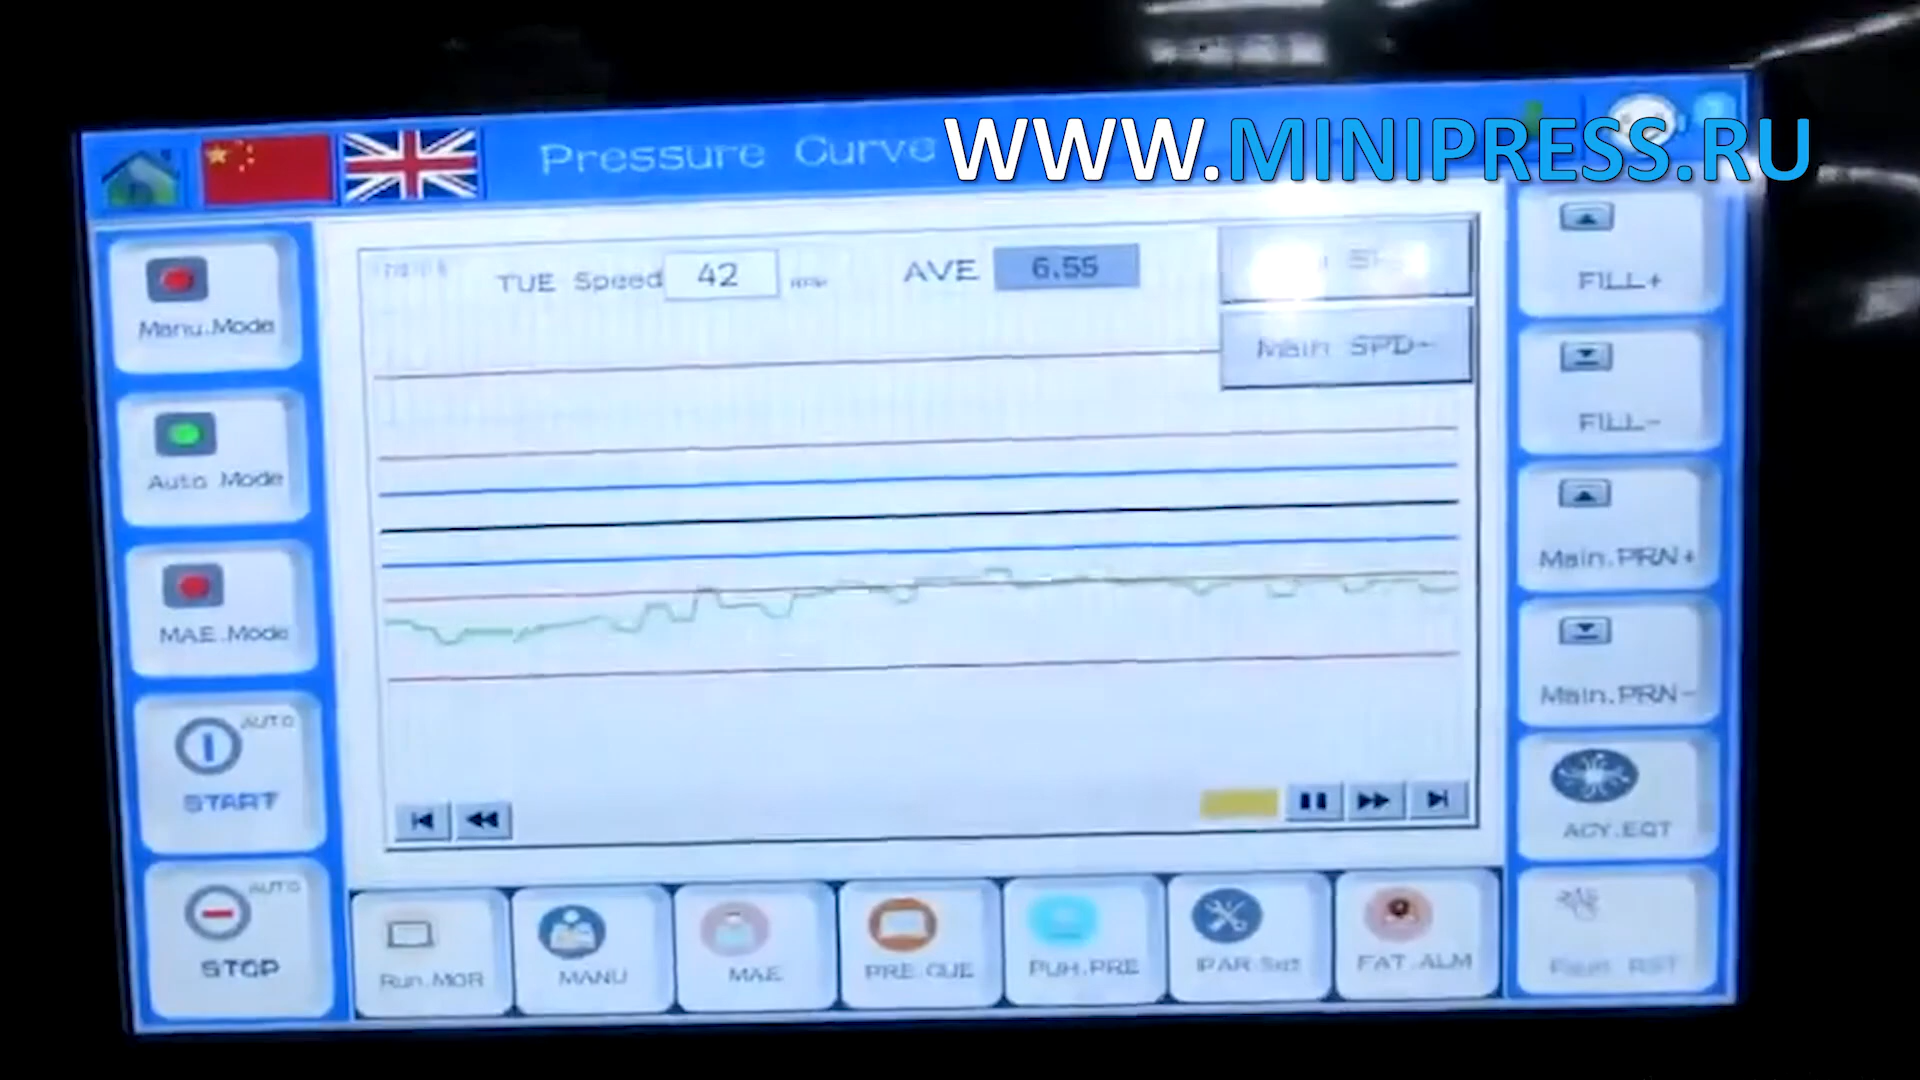 Pressure Curve
WWW.MINIPRESS.RU
TUE Speed 42 RPM
AVE 6.55
Main SPD-
Manu.Mode
Auto Mode
MAE.Mode
AUTO
START
AUTO
STOP
FILL+
FILL-
Main.PRN+
Main.PRN-
ACY.EQT
Run.MOR
MANU
MAE
PRE.CUE
PUH.PRE
PAR Set
FAT.ALM